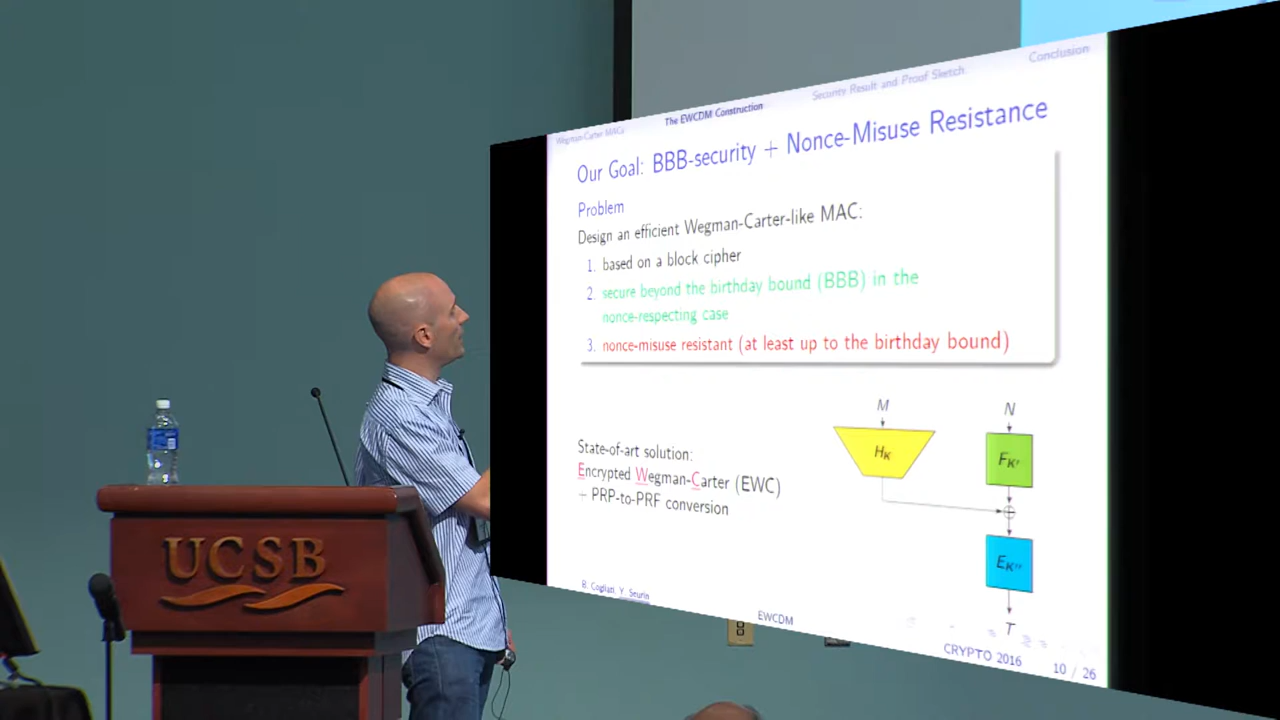 Conclusion
Wegman-Carter MACs The EWCDM Construction Security Result and Proof Sketch
Our Goal: BBB-security + Nonce-Misuse Resistance
Problem
Design an efficient Wegman-Carter-like MAC:
1. based on a block cipher
2. secure beyond the birthday bound (BBB) in the
nonce-respecting case
3. nonce-misuse resistant (at least up to the birthday bound)
M N
H_K F_K'
State-of-art solution:
Encrypted Wegman-Carter (EWC)
+ PRP-to-PRF conversion
E_K''
T
B. Cogliati, Y. Seurin EWCDM CRYPTO 2016 10 / 26
UCSB